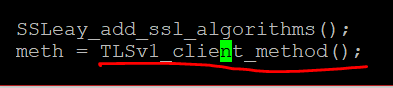 SSLeay_add_ssl_algorithms();
meth = TLSv1_client_method();